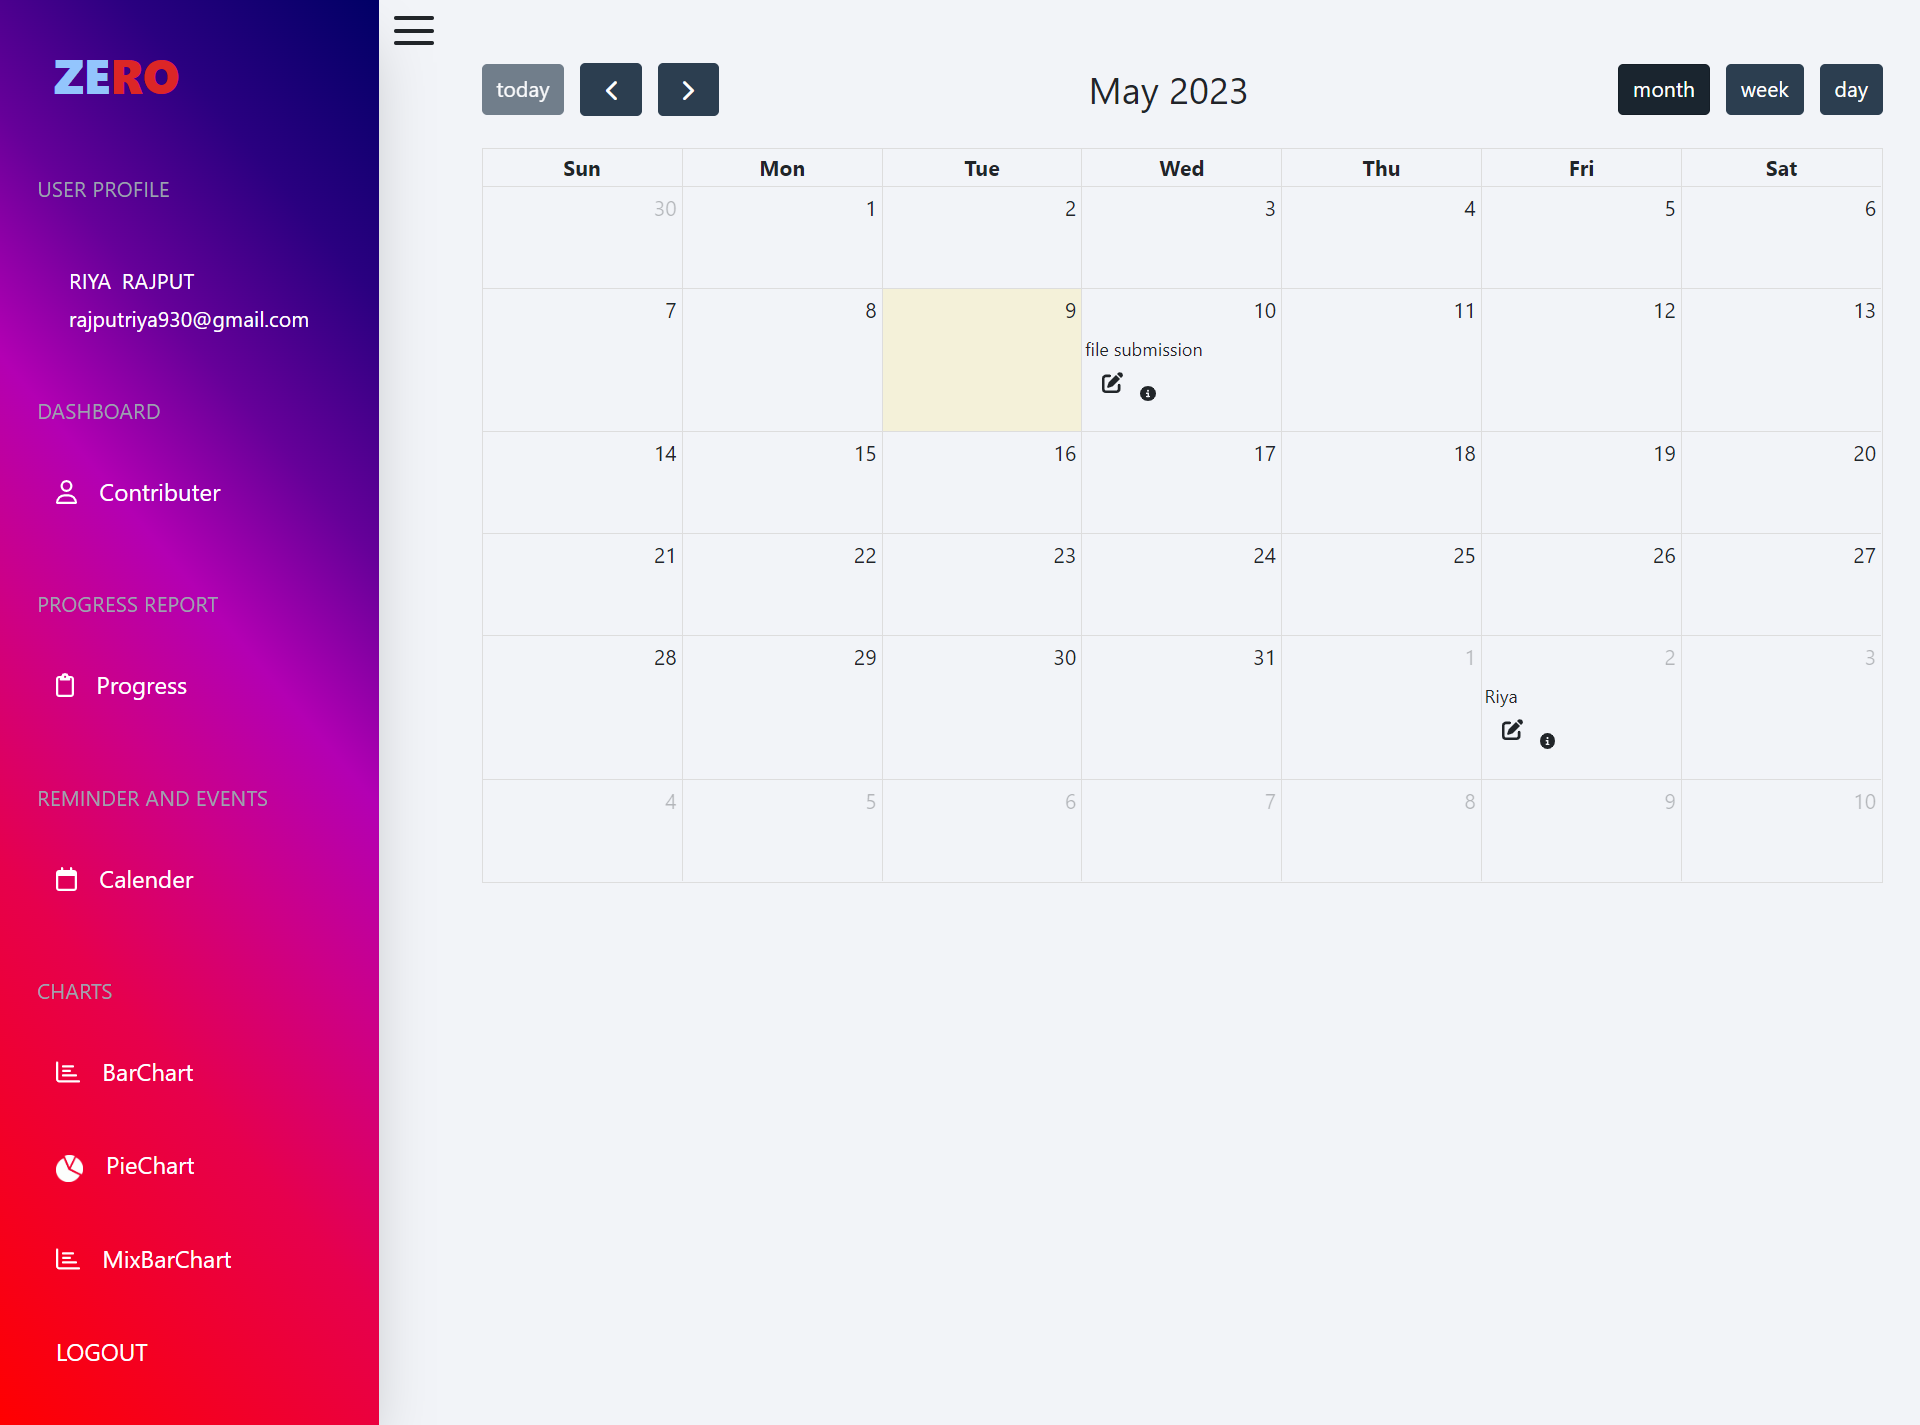 ZERO
USER PROFILE
RIYA RAJPUT
rajputriya930@gmail.com
DASHBOARD
Contributer
PROGRESS REPORT
Progress
REMINDER AND EVENTS
Calender
CHARTS
BarChart
PieChart
MixBarChart
LOGOUT
today May 2023 month week day
Sun Mon Tue Wed Thu Fri Sat
30 1 2 3 4 5 6
7 8 9 10 11 12 13
file submission
14 15 16 17 18 19 20
21 22 23 24 25 26 27
28 29 30 31 1 2 3
Riya
4 5 6 7 8 9 10